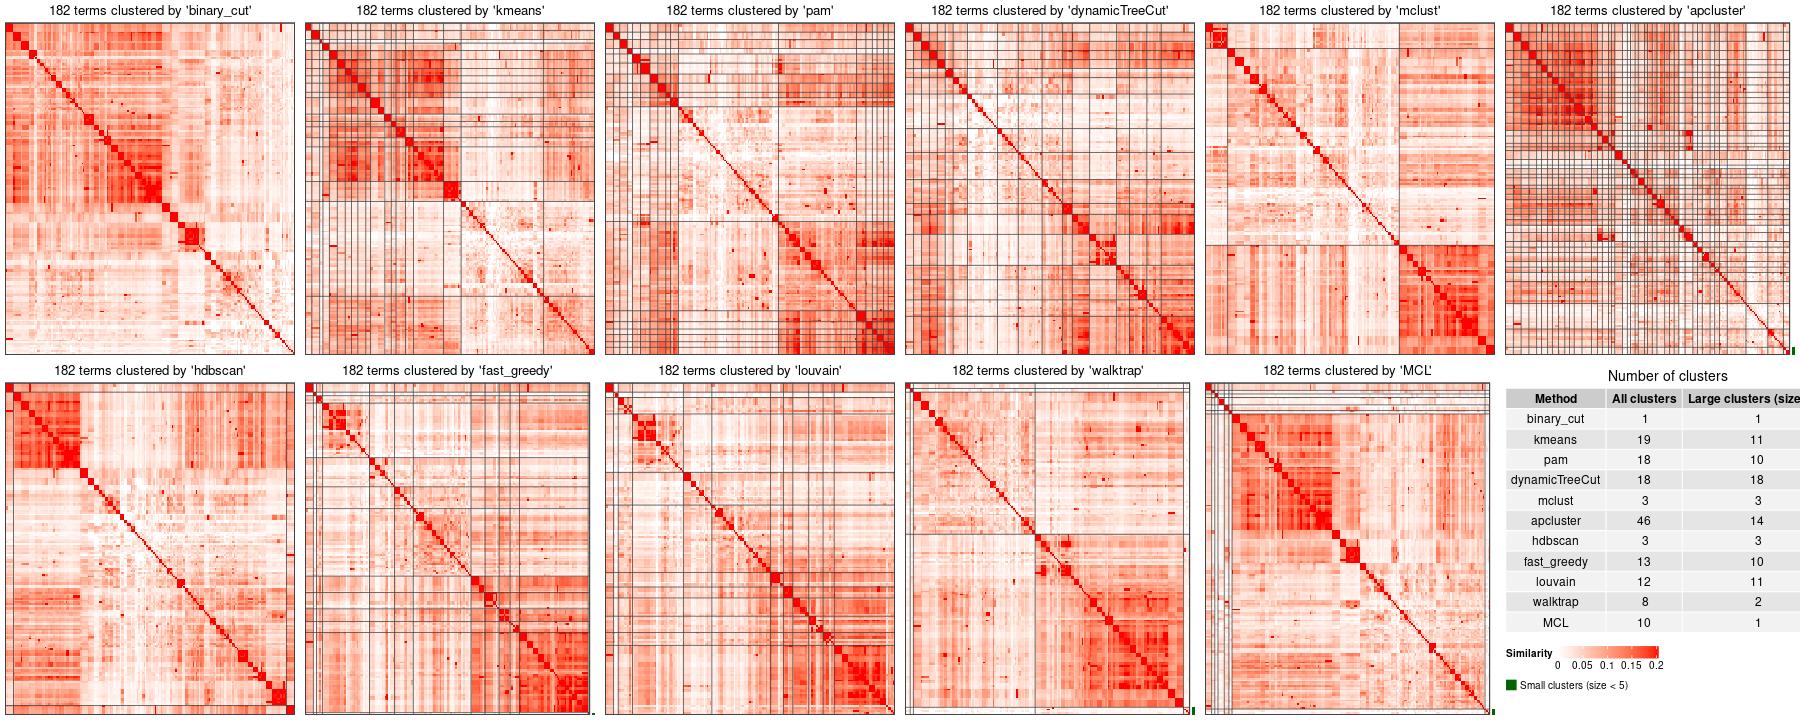 182 terms clustered by 'binary_cut'
182 terms clustered by 'kmeans'
182 terms clustered by 'pam'
182 terms clustered by 'dynamicTreeCut'
182 terms clustered by 'mclust'
182 terms clustered by 'apcluster'
182 terms clustered by 'hdbscan'
182 terms clustered by 'fast_greedy'
182 terms clustered by 'louvain'
182 terms clustered by 'walktrap'
182 terms clustered by 'MCL'
Number of clusters
Method All clusters Large clusters (size
binary_cut 1 1
kmeans 19 11
pam 18 10
dynamicTreeCut 18 18
mclust 3 3
apcluster 46 14
hdbscan 3 3
fast_greedy 13 10
louvain 12 11
walktrap 8 2
MCL 10 1
Similarity
0 0.05 0.1 0.15 0.2
Small clusters (size < 5)